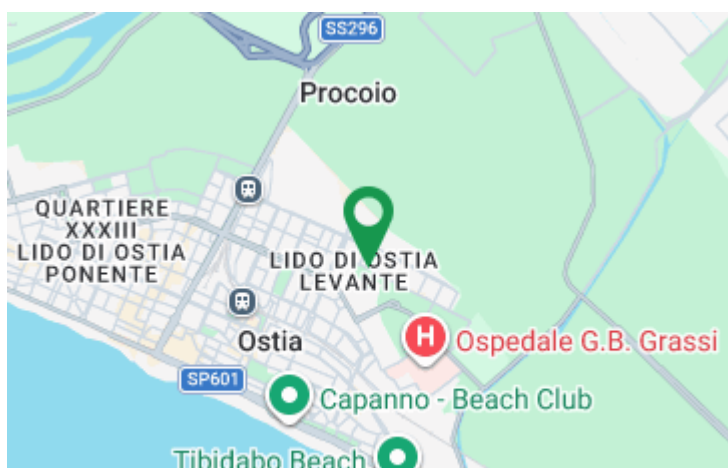 SS296
Procoio
QUARTIERE
XXXIII
LIDO DI OSTIA
PONENTE
LIDO DI OSTIA
LEVANTE
Ostia
H
Ospedale G.B. Grassi
SP601
Capanno - Beach Club
Tibidabo Beach